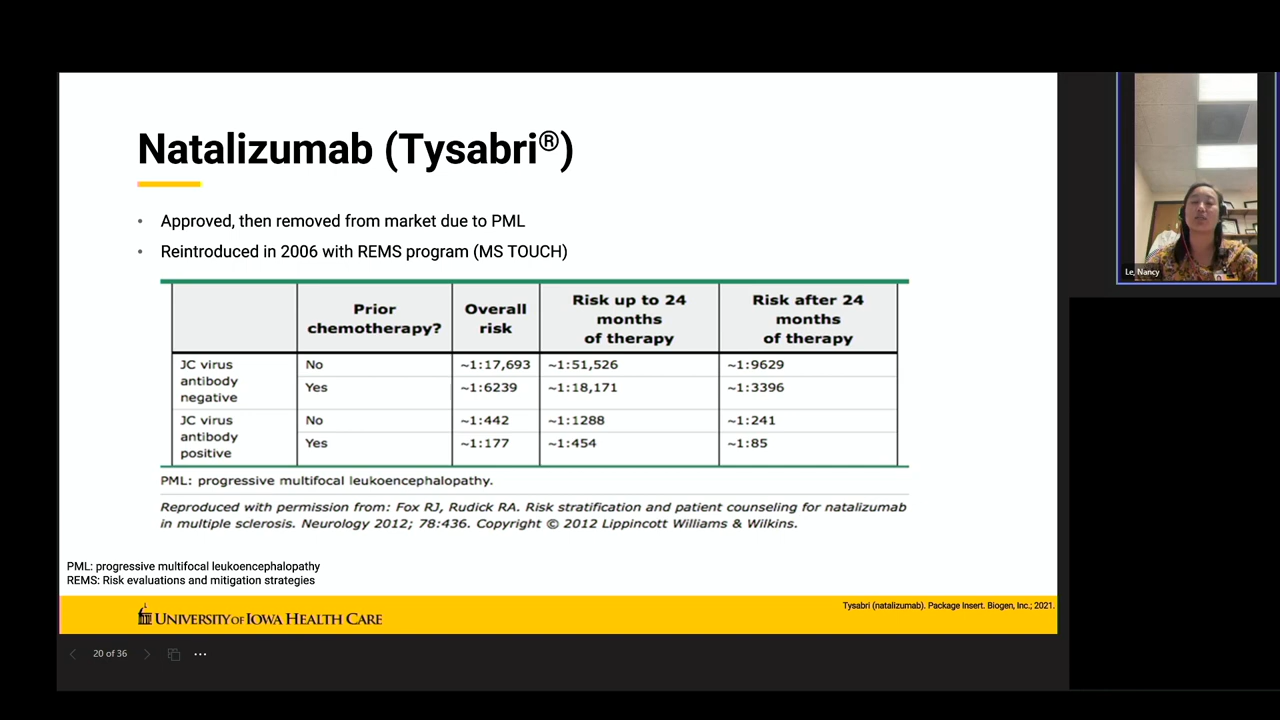 Natalizumab (Tysabri®)
• Approved, then removed from market due to PML
• Reintroduced in 2006 with REMS program (MS TOUCH)
Prior chemotherapy? Overall risk Risk up to 24 months of therapy Risk after 24 months of therapy
JC virus antibody negative No ~1:17,693 ~1:51,526 ~1:9629
Yes ~1:6239 ~1:18,171 ~1:3396
JC virus antibody positive No ~1:442 ~1:1288 ~1:241
Yes ~1:177 ~1:454 ~1:85
PML: progressive multifocal leukoencephalopathy.
Reproduced with permission from: Fox RJ, Rudick RA. Risk stratification and patient counseling for natalizumab
in multiple sclerosis. Neurology 2012; 78:436. Copyright © 2012 Lippincott Williams & Wilkins.
PML: progressive multifocal leukoencephalopathy
REMS: Risk evaluations and mitigation strategies
UNIVERSITY OF IOWA HEALTH CARE
Tysabri (natalizumab). Package Insert. Biogen, Inc.; 2021.
20 of 36
Le, Nancy